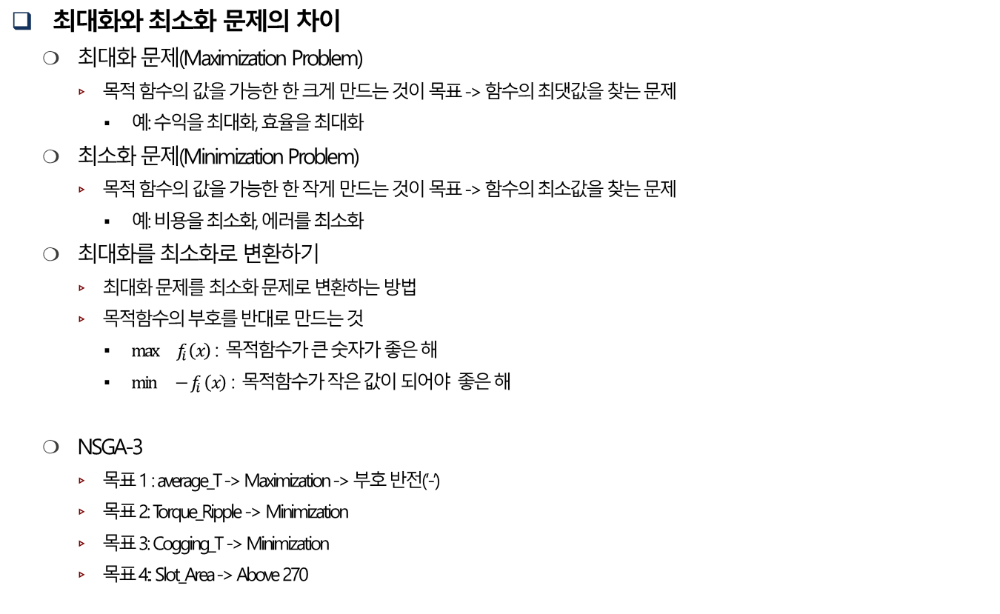 ❑ 최대화와 최소화 문제의 차이
❍ 최대화 문제(Maximization Problem)
▹ 목적 함수의 값을 가능한 한 크게 만드는 것이 목표 -> 함수의 최댓값을 찾는 문제
▪ 예: 수익을 최대화, 효율을 최대화
❍ 최소화 문제(Minimization Problem)
▹ 목적 함수의 값을 가능한 한 작게 만드는 것이 목표 -> 함수의 최소값을 찾는 문제
▪ 예: 비용을 최소화, 에러를 최소화
❍ 최대화를 최소화로 변환하기
▹ 최대화 문제를 최소화 문제로 변환하는 방법
▹ 목적함수의 부호를 반대로 만드는 것
▪ max fᵢ(x) : 목적함수가 큰 숫자가 좋은 해
▪ min −fᵢ(x) : 목적함수가 작은 값이 되어야 좋은 해
❍ NSGA-3
▹ 목표 1 : average_T -> Maximization -> 부호 반전('-')
▹ 목표 2: Torque_Ripple -> Minimization
▹ 목표 3: Cogging_T -> Minimization
▹ 목표 4: Slot_Area -> Above 270